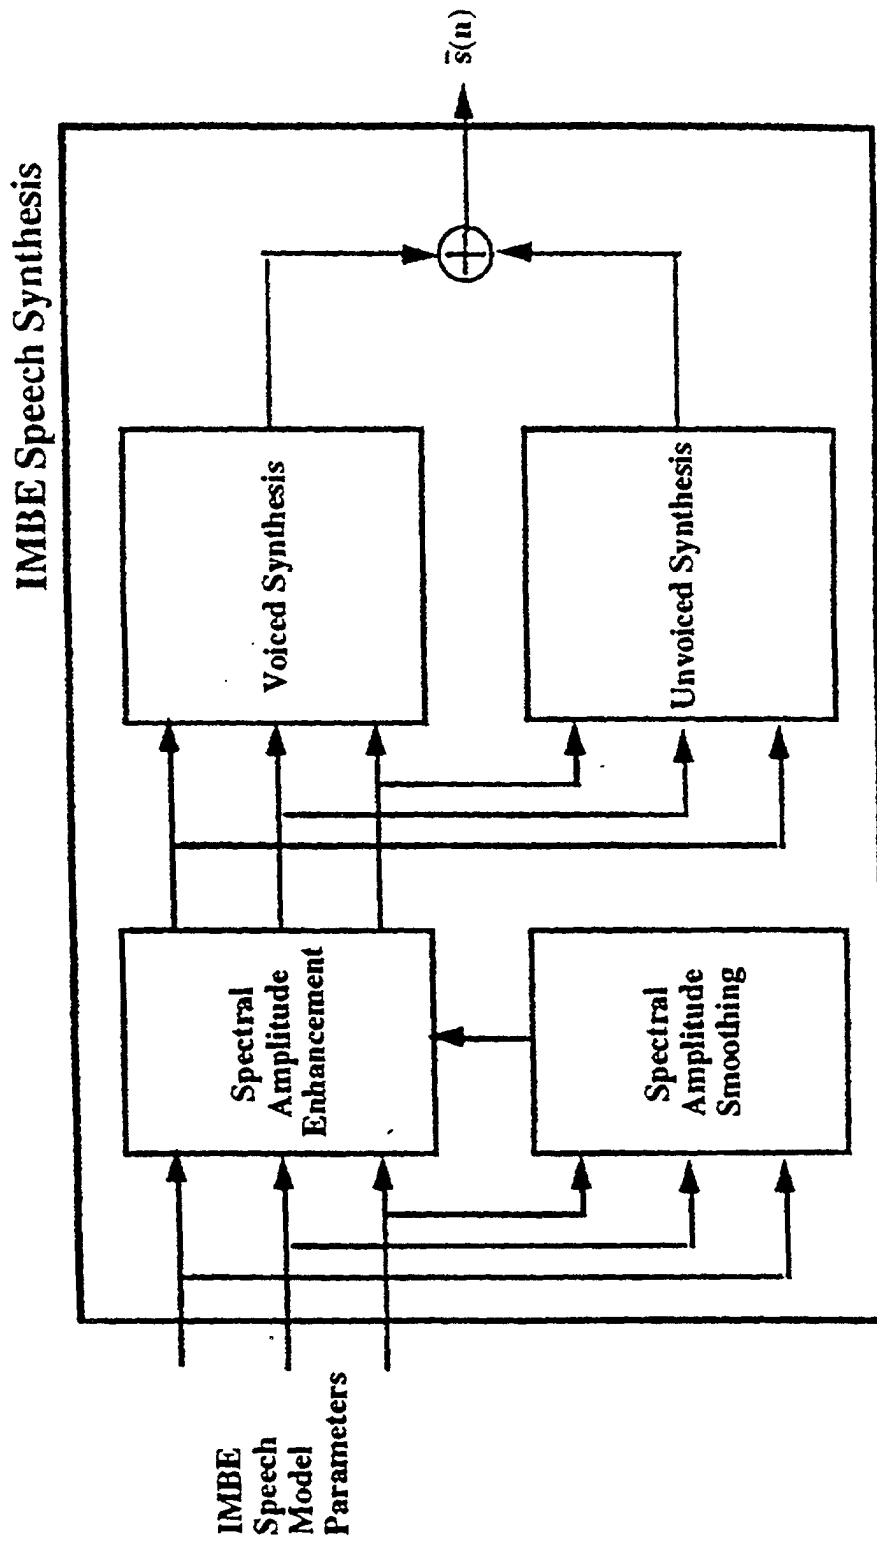 IMBE Speech Synthesis
IMBE
Speech
Model
Parameters
Spectral
Amplitude
Enhancement
Spectral
Amplitude
Smoothing
Voiced Synthesis
Unvoiced Synthesis
s̄(n)